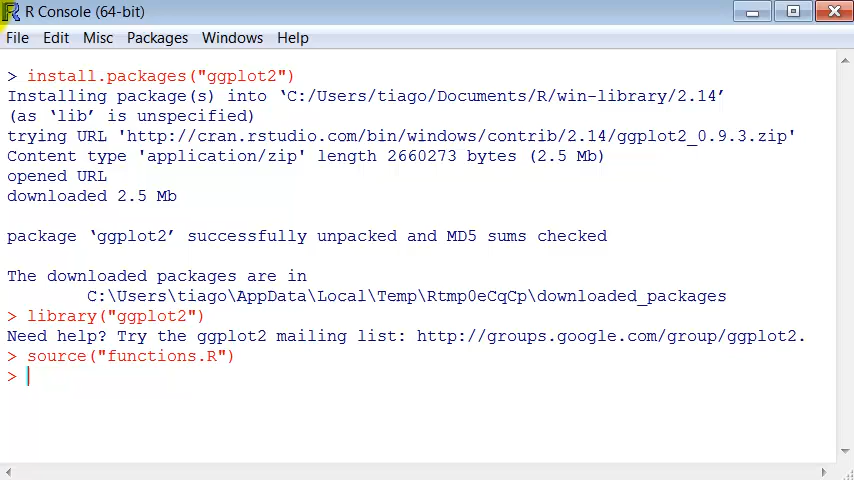 R Console (64-bit)
File Edit Misc Packages Windows Help
> install.packages("ggplot2")
Installing package(s) into ‘C:/Users/tiago/Documents/R/win-library/2.14’
(as ‘lib’ is unspecified)
trying URL 'http://cran.rstudio.com/bin/windows/contrib/2.14/ggplot2_0.9.3.zip'
Content type 'application/zip' length 2660273 bytes (2.5 Mb)
opened URL
downloaded 2.5 Mb
package ‘ggplot2’ successfully unpacked and MD5 sums checked
The downloaded packages are in
C:\Users\tiago\AppData\Local\Temp\Rtmp0eCqCp\downloaded_packages
> library("ggplot2")
Need help? Try the ggplot2 mailing list: http://groups.google.com/group/ggplot2.
> source("functions.R")
>